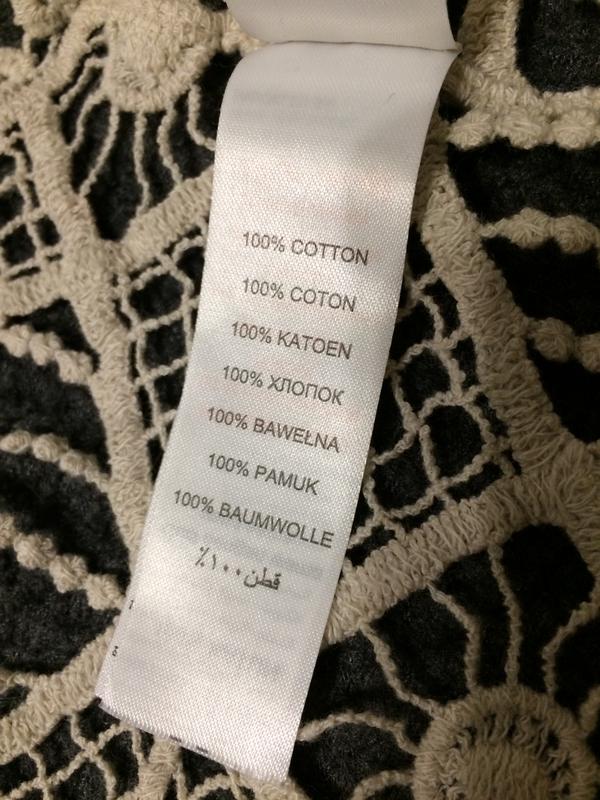 100% COTTON
100% COTON
100% KATOEN
100% ХЛОПОК
100% BAWEŁNA
100% PAMUK
100% BAUMWOLLE
قطن ١٠٠٪